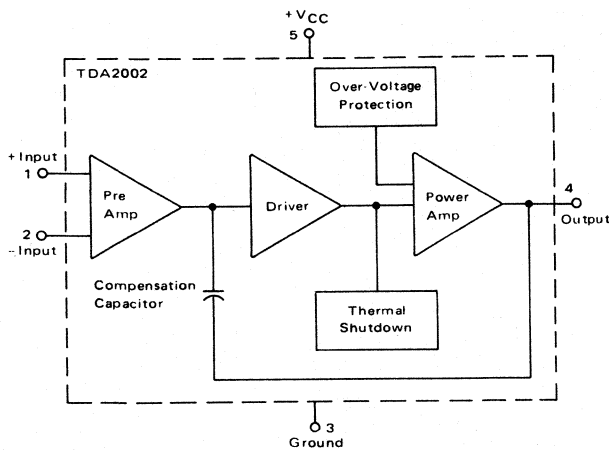 +VCC
5
TDA2002
Over-Voltage
Protection
+Input
1
Pre
Amp
Driver
Power
Amp
4
Output
2
-Input
Compensation
Capacitor
Thermal
Shutdown
3
Ground